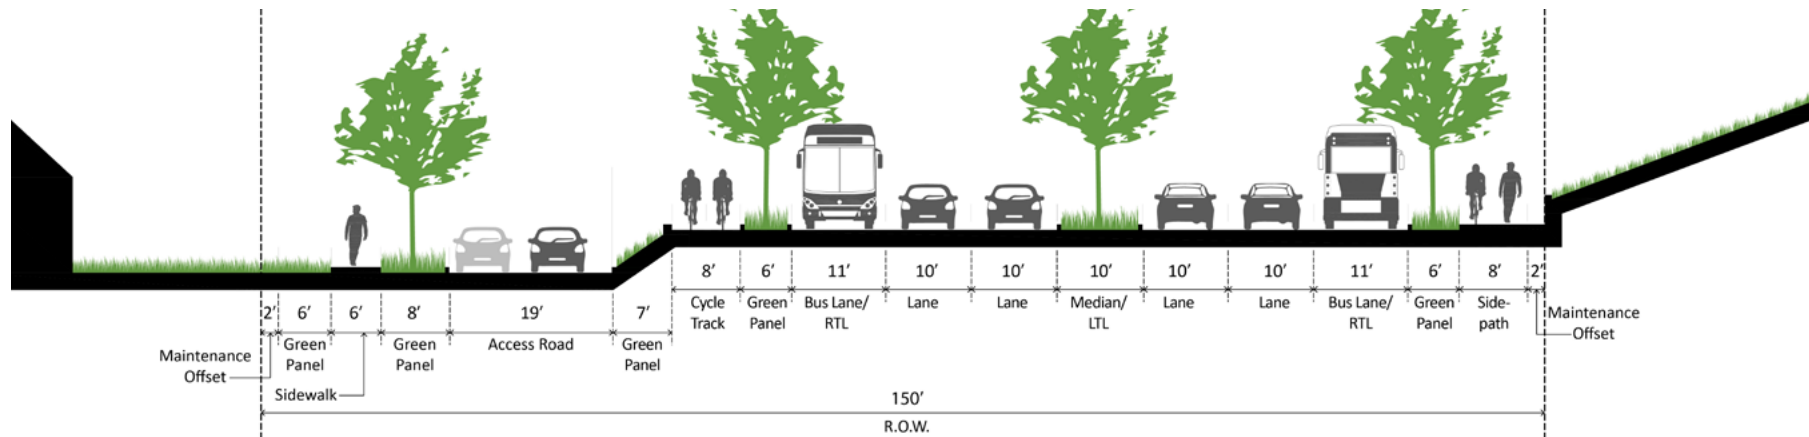 8' 6' 11' 10' 10' 10' 10' 10' 11' 6' 8' 2'
Cycle Track
Green Panel
Bus Lane/ RTL
Lane
Lane
Median/ LTL
Lane
Lane
Bus Lane/ RTL
Green Panel
Side- path
Maintenance Offset
2' 6' 6' 8' 19' 7'
Maintenance Offset
Green Panel
Sidewalk
Green Panel
Access Road
Green Panel
150'
R.O.W.